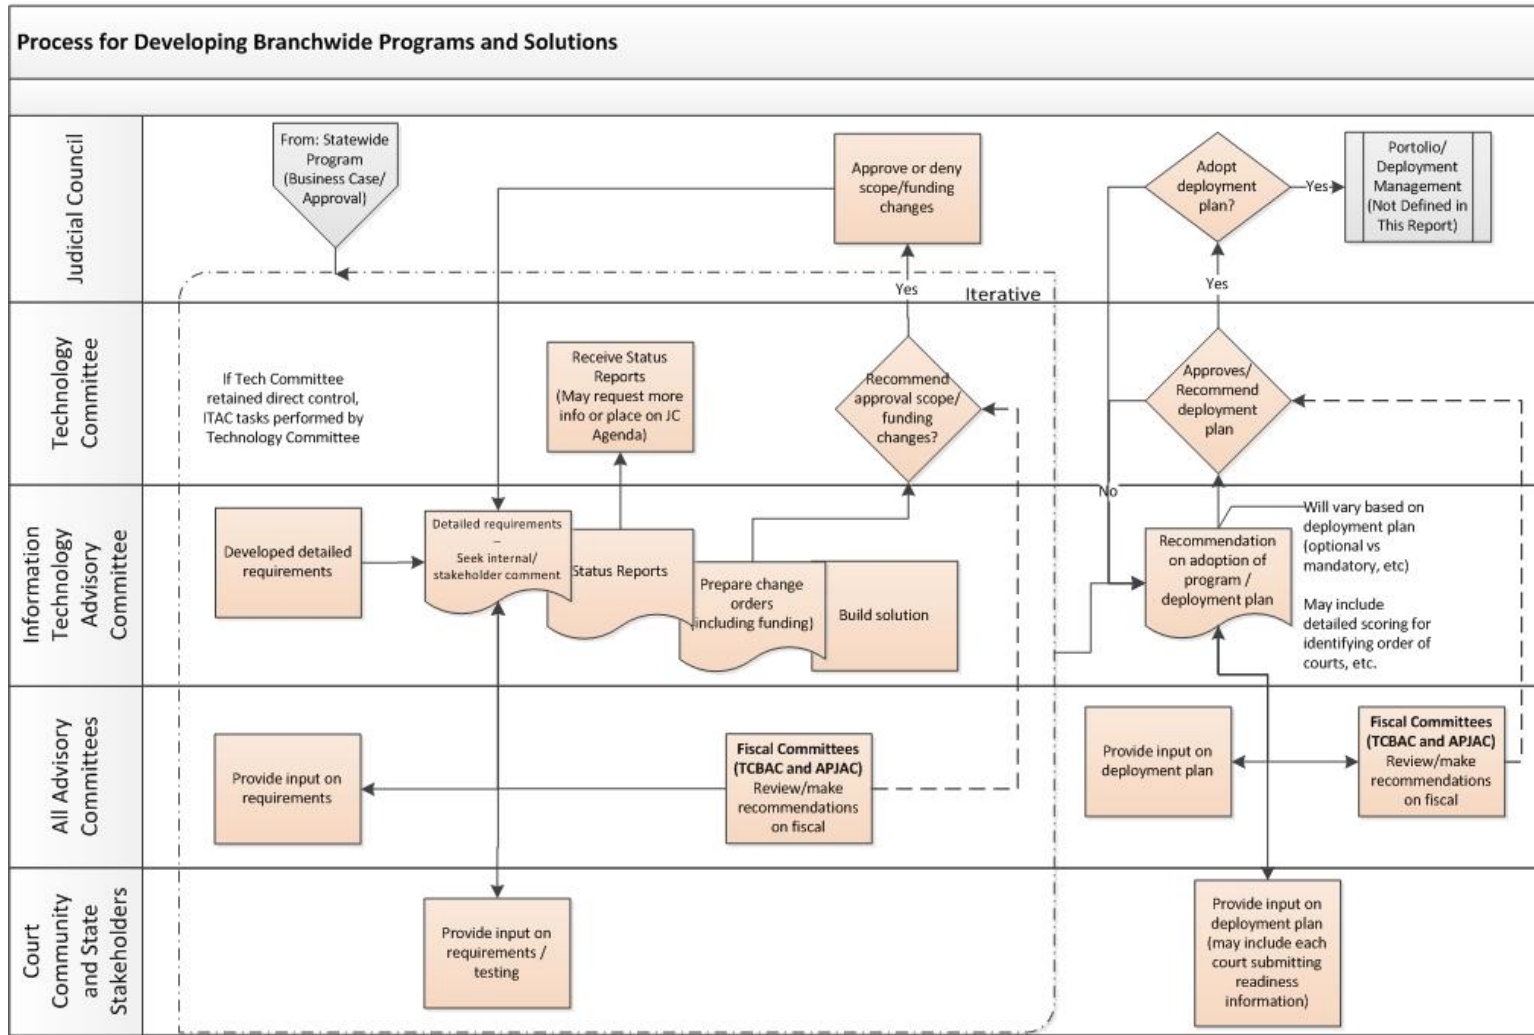 Process for Developing Branchwide Programs and Solutions
Judicial Council
From: Statewide
Program
(Business Case/
Approval)
Approve or deny
scope/funding
changes
Adopt
deployment
plan?
Yes
Portolio/
Deployment
Management
(Not Defined in
This Report)
Yes
Iterative
Yes
Technology
Committee
If Tech Committee
retained direct control,
ITAC tasks performed by
Technology Committee
Receive Status
Reports
(May request more
info or place on JC
Agenda)
Recommend
approval scope/
funding
changes?
Approves/
Recommend
deployment
plan
No
Information
Technology
Advisory
Committee
Developed detailed
requirements
Detailed requirements
–
Seek internal/
stakeholder comment
Status Reports
Prepare change
orders
(including funding)
Build solution
Recommendation
on adoption of
program /
deployment plan
Will vary based on
deployment plan
(optional vs
mandatory, etc)
May include
detailed scoring for
identifying order of
courts, etc.
All Advisory
Committees
Provide input on
requirements
Fiscal Committees
(TCBAC and APJAC)
Review/make
recommendations
on fiscal
Provide input on
deployment plan
Fiscal Committees
(TCBAC and APJAC)
Review/make
recommendations
on fiscal
Court
Community
and State
Stakeholders
Provide input on
requirements /
testing
Provide input on
deployment plan
(may include each
court submitting
readiness
information)